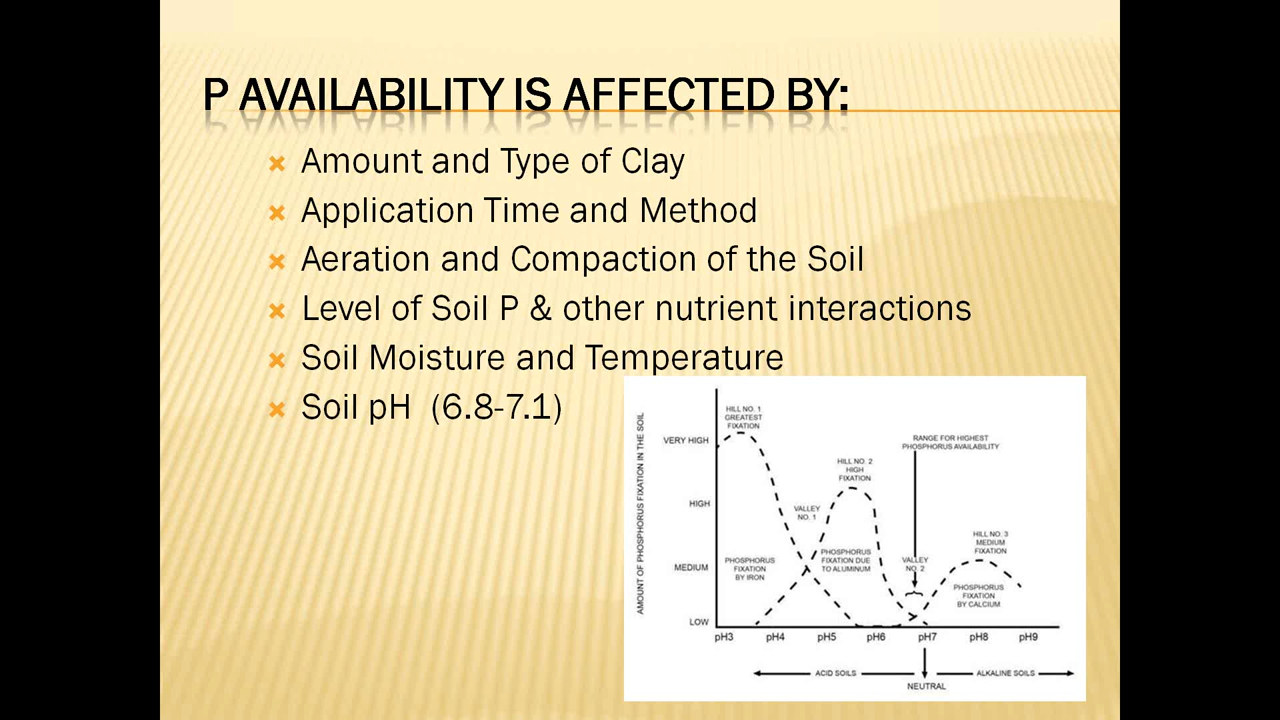 P AVAILABILITY IS AFFECTED BY:
Amount and Type of Clay
Application Time and Method
Aeration and Compaction of the Soil
Level of Soil P & other nutrient interactions
Soil Moisture and Temperature
Soil pH (6.8-7.1)
AMOUNT OF PHOSPHORUS FIXATION IN THE SOIL
VERY HIGH
HIGH
MEDIUM
LOW
HILL NO. 1
GREATEST
FIXATION
HILL NO. 2
HIGH
FIXATION
RANGE FOR HIGHEST
PHOSPHORUS AVAILABILITY
VALLEY
NO. 1
PHOSPHORUS
FIXATION
BY IRON
PHOSPHORUS
FIXATION DUE
TO ALUMINUM
VALLEY
NO. 2
HILL NO. 3
MEDIUM
FIXATION
PHOSPHORUS
FIXATION
BY CALCIUM
pH3 pH4 pH5 pH6 pH7 pH8 pH9
ACID SOILS
ALKALINE SOILS
NEUTRAL